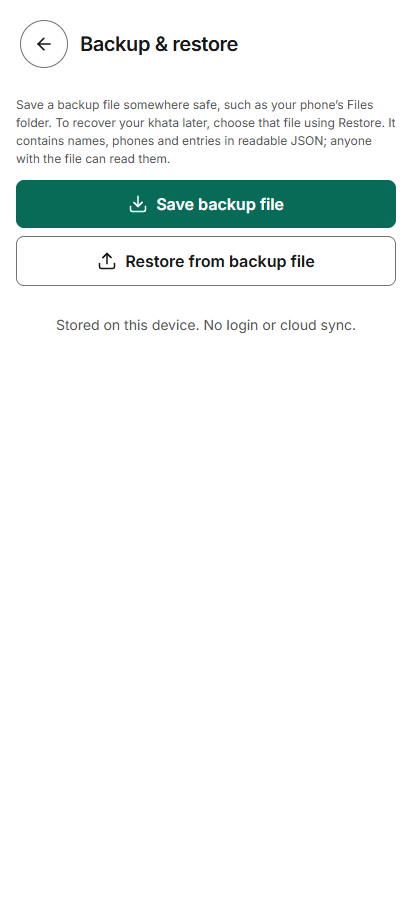 Backup & restore
Save a backup file somewhere safe, such as your phone’s Files
folder. To recover your khata later, choose that file using Restore. It
contains names, phones and entries in readable JSON; anyone
with the file can read them.
Save backup file
Restore from backup file
Stored on this device. No login or cloud sync.